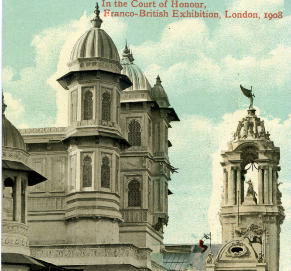 In the Court of Honour,
Franco-British Exhibition, London, 1908